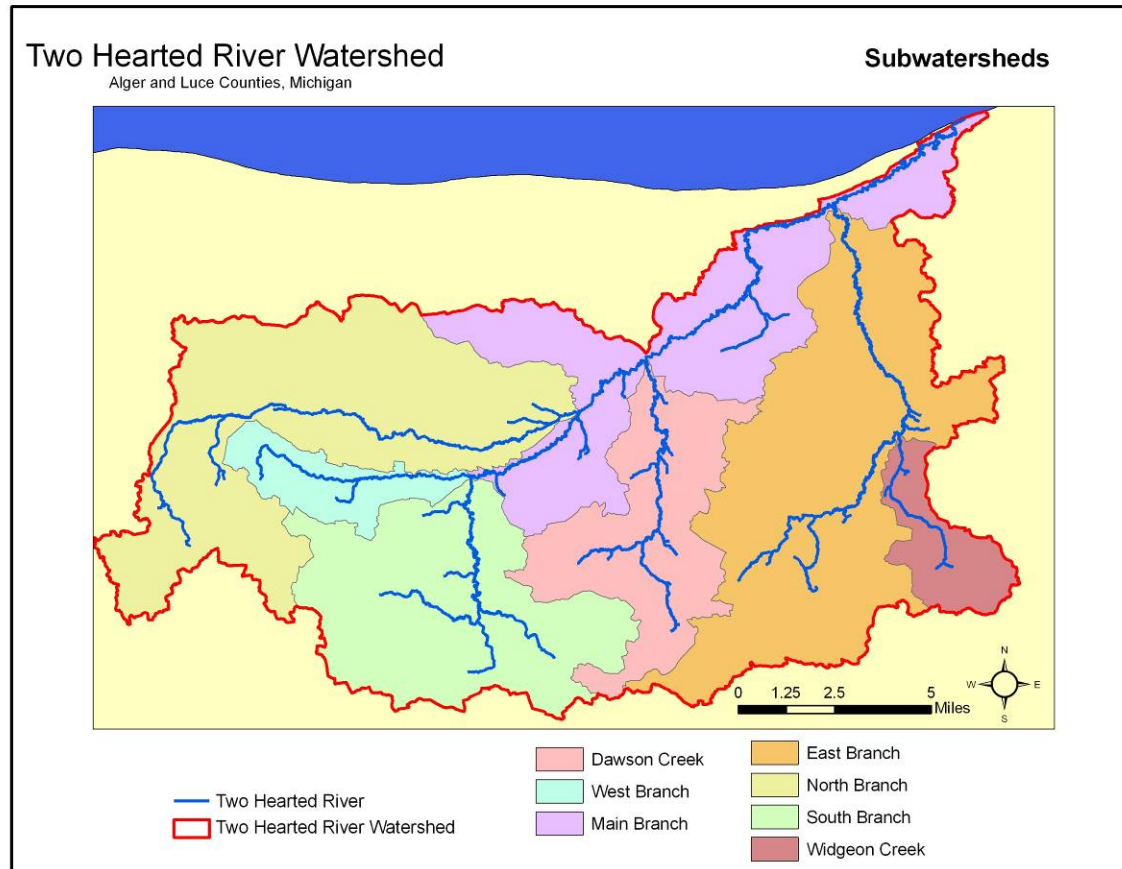 Two Hearted River Watershed
Alger and Luce Counties, Michigan
Subwatersheds
N
W
E
S
0 1.25 2.5 5
Miles
Two Hearted River
Two Hearted River Watershed
Dawson Creek
West Branch
Main Branch
East Branch
North Branch
South Branch
Widgeon Creek